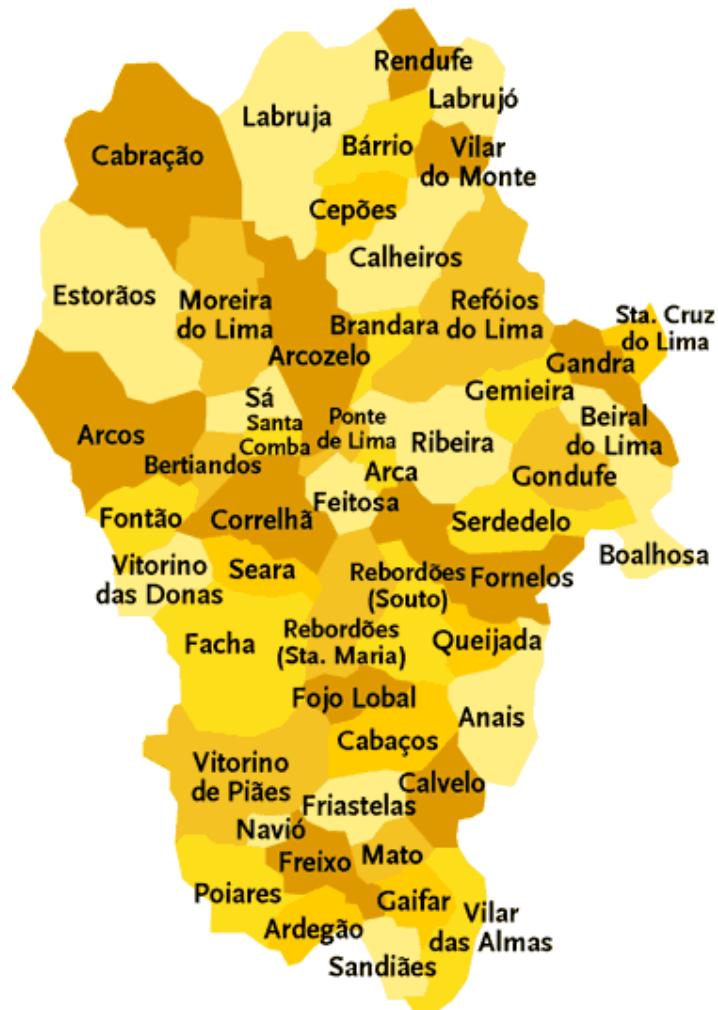 Rendufe
Labrujó
Labruja
Bárrio
Vilar
do Monte
Cabração
Cepões
Calheiros
Estorãos
Moreira
do Lima
Refóios
do Lima
Brandara
Arcozelo
Sta. Cruz
do Lima
Gandra
Gemieira
Sá
Santa
Comba
Ponte
de Lima
Beiral
do Lima
Arcos
Ribeira
Bertiandos
Arca
Gondufe
Feitosa
Fontão
Correlhã
Serdedelo
Boalhosa
Vitorino
das Donas
Seara
Rebordões
(Souto)
Fornelos
Facha
Rebordões
(Sta. Maria)
Queijada
Fojo Lobal
Anais
Cabaços
Vitorino
de Piães
Calvelo
Friastelas
Navió
Freixo
Mato
Poiares
Gaifar
Vilar
das Almas
Ardegão
Sandiães